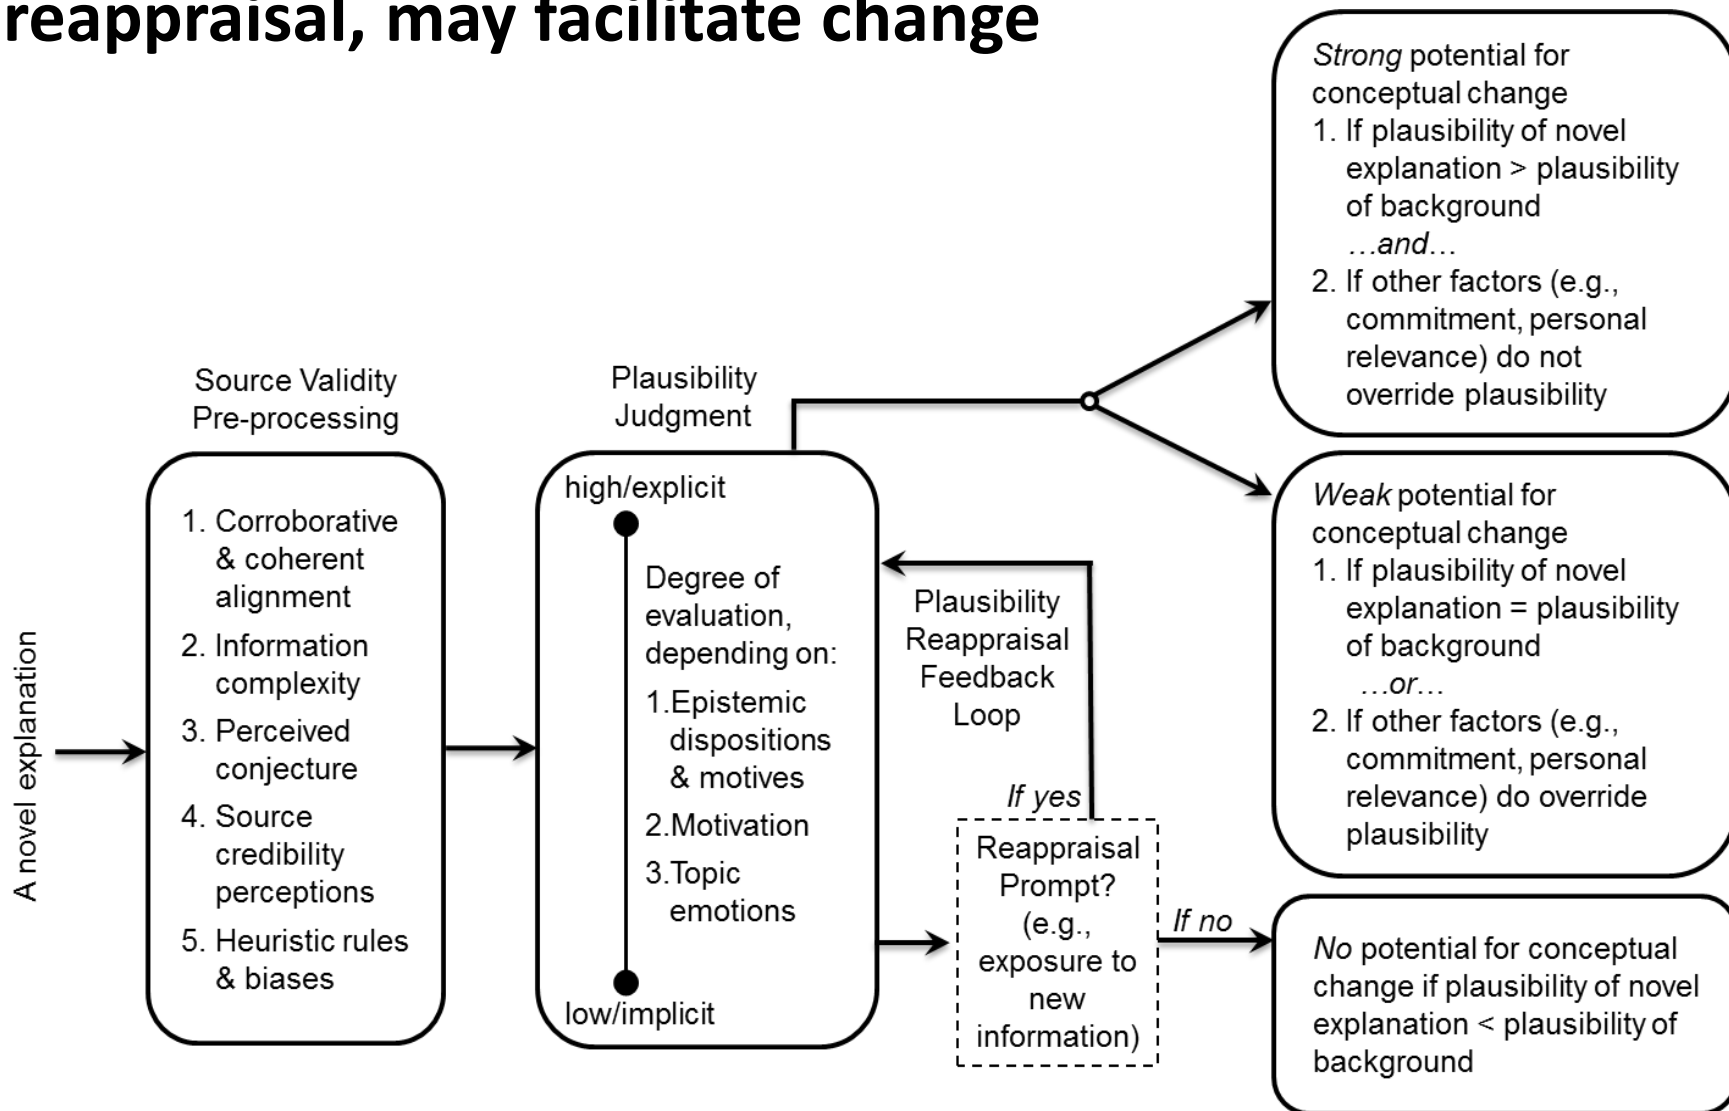 reappraisal, may facilitate change
A novel explanation
Source Validity
Pre-processing
1. Corroborative
& coherent
alignment
2. Information
complexity
3. Perceived
conjecture
4. Source
credibility
perceptions
5. Heuristic rules
& biases
Plausibility
Judgment
high/explicit
Degree of
evaluation,
depending on:
1.Epistemic
dispositions
& motives
2.Motivation
3.Topic
emotions
low/implicit
Plausibility
Reappraisal
Feedback
Loop
If yes
Reappraisal
Prompt?
(e.g.,
exposure to
new
information)
If no
Strong potential for
conceptual change
1. If plausibility of novel
explanation > plausibility
of background
…and…
2. If other factors (e.g.,
commitment, personal
relevance) do not
override plausibility
Weak potential for
conceptual change
1. If plausibility of novel
explanation = plausibility
of background
…or…
2. If other factors (e.g.,
commitment, personal
relevance) do override
plausibility
No potential for conceptual
change if plausibility of novel
explanation < plausibility of
background